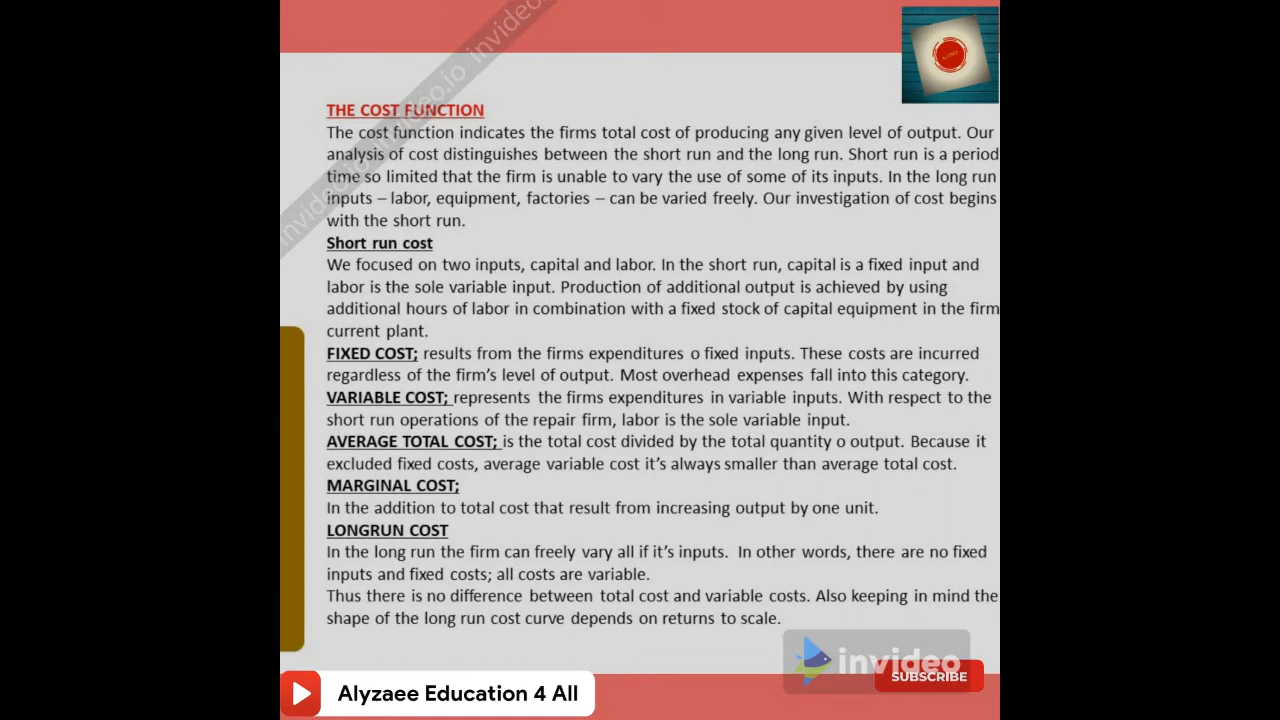 THE COST FUNCTION
The cost function indicates the firms total cost of producing any given level of output. Our
analysis of cost distinguishes between the short run and the long run. Short run is a period
time so limited that the firm is unable to vary the use of some of its inputs. In the long run
inputs – labor, equipment, factories – can be varied freely. Our investigation of cost begins
with the short run.
Short run cost
We focused on two inputs, capital and labor. In the short run, capital is a fixed input and
labor is the sole variable input. Production of additional output is achieved by using
additional hours of labor in combination with a fixed stock of capital equipment in the firm
current plant.
FIXED COST; results from the firms expenditures o fixed inputs. These costs are incurred
regardless of the firm's level of output. Most overhead expenses fall into this category.
VARIABLE COST; represents the firms expenditures in variable inputs. With respect to the
short run operations of the repair firm, labor is the sole variable input.
AVERAGE TOTAL COST; is the total cost divided by the total quantity o output. Because it
excluded fixed costs, average variable cost it's always smaller than average total cost.
MARGINAL COST;
In the addition to total cost that result from increasing output by one unit.
LONGRUN COST
In the long run the firm can freely vary all if it's inputs. In other words, there are no fixed
inputs and fixed costs; all costs are variable.
Thus there is no difference between total cost and variable costs. Also keeping in mind the
shape of the long run cost curve depends on returns to scale.
invideo.io invideo.io invideo
invideo
SUBSCRIBE
Alyzaee Education 4 All